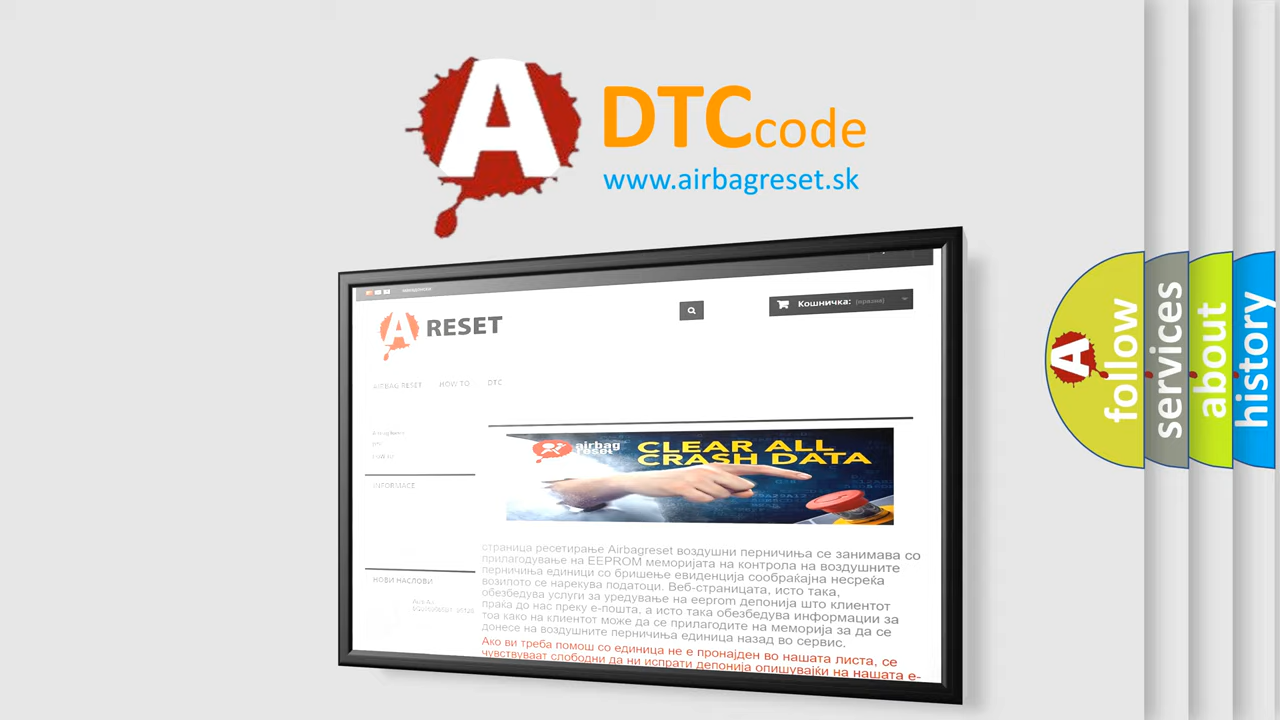 A DTCcode
www.airbagreset.sk
Кошничка: (празна)
A RESET
AIRBAG RESET HOW TO DTC
airbag
reset
CLEAR ALL
CRASH DATA
INFORMACE
НОВИ НАСЛОВИ
страница ресетирање Airbagreset воздушни перничиња се занимава со
прилагодување на EEPROM меморијата на контрола на воздушните
перничиња единици со бришење евиденција сообраќајна несреќа
возилото се нарекува податоци. Веб-страницата, исто така,
обезбедува услуги за уредување на eeprom депонија што клиентот
праќа до нас преку е-пошта, а исто така обезбедува информации за
тоа како на клиентот може да се прилагодите на меморија за да се
донесе на воздушните перничиња единица назад во сервис.
Ако ви треба помош со единица не е пронајден во нашата листа, се
чувствуваат слободни да ни испрати депонија опишувајќи на нашата е-
A follow
services
about
history